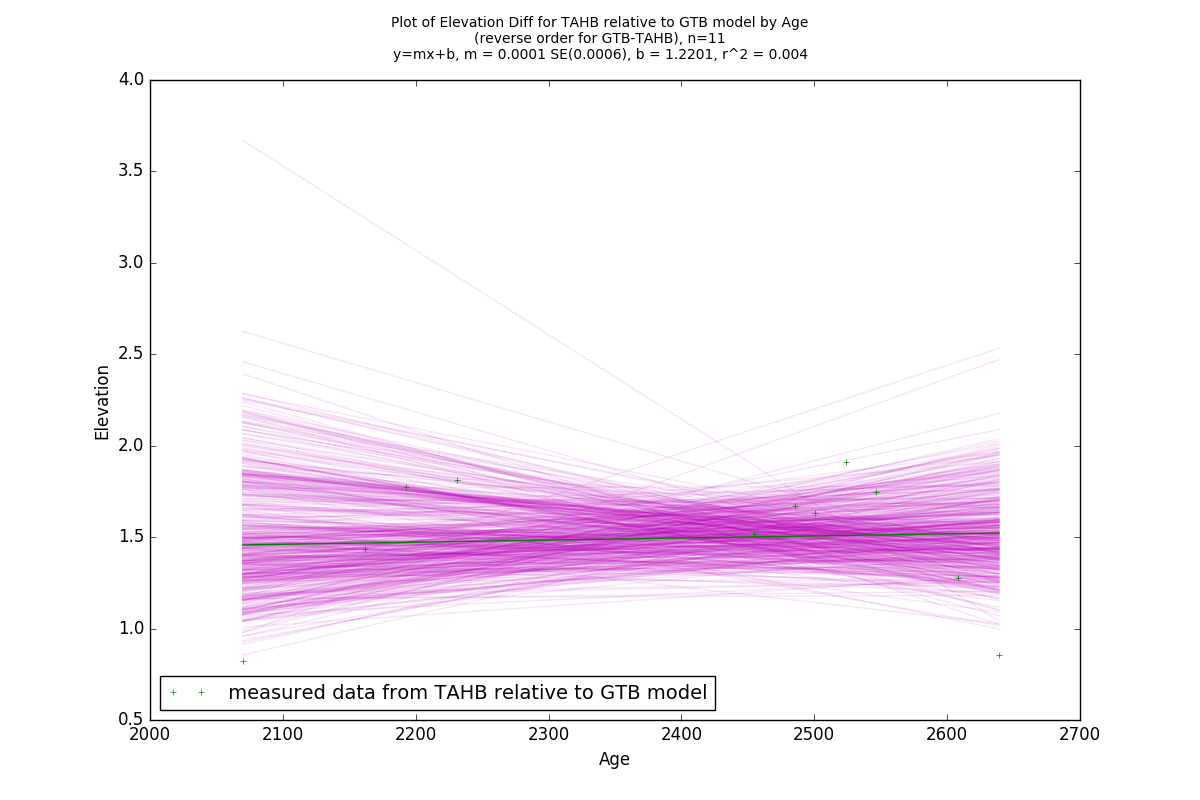 Plot of Elevation Diff for TAHB relative to GTB model by Age
(reverse order for GTB-TAHB), n=11
y=mx+b, m = 0.0001 SE(0.0006), b = 1.2201, r^2 = 0.004
4.0
3.5
3.0
2.5
2.0
1.5
1.0
0.5
Elevation
measured data from TAHB relative to GTB model
2000 2100 2200 2300 2400 2500 2600 2700
Age